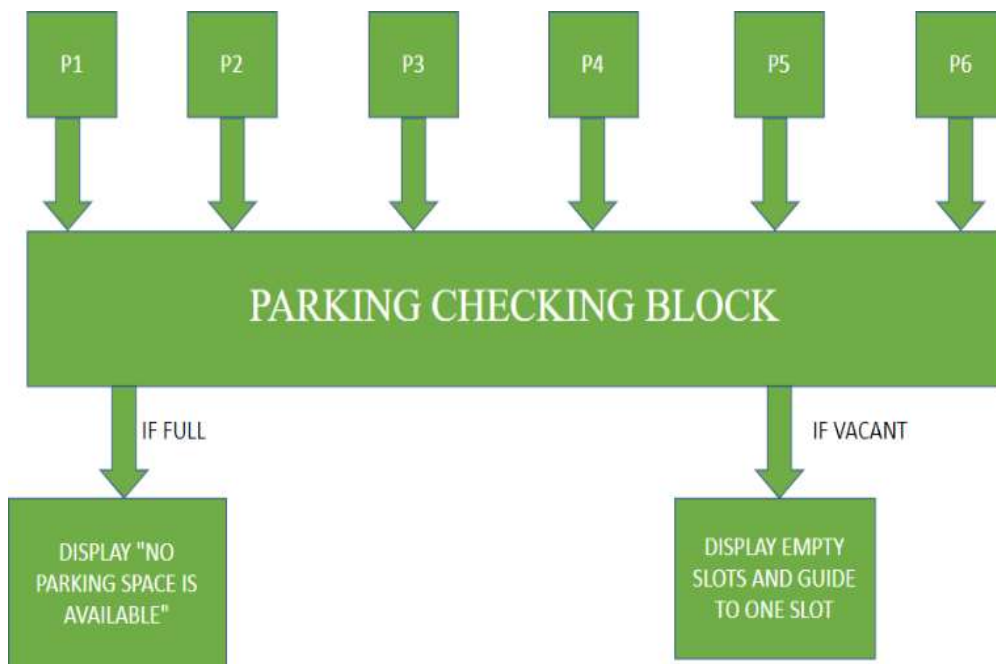 P1
P2
P3
P4
P5
P6
PARKING CHECKING BLOCK
IF FULL
IF VACANT
DISPLAY "NO
PARKING SPACE IS
AVAILABLE"
DISPLAY EMPTY
SLOTS AND GUIDE
TO ONE SLOT